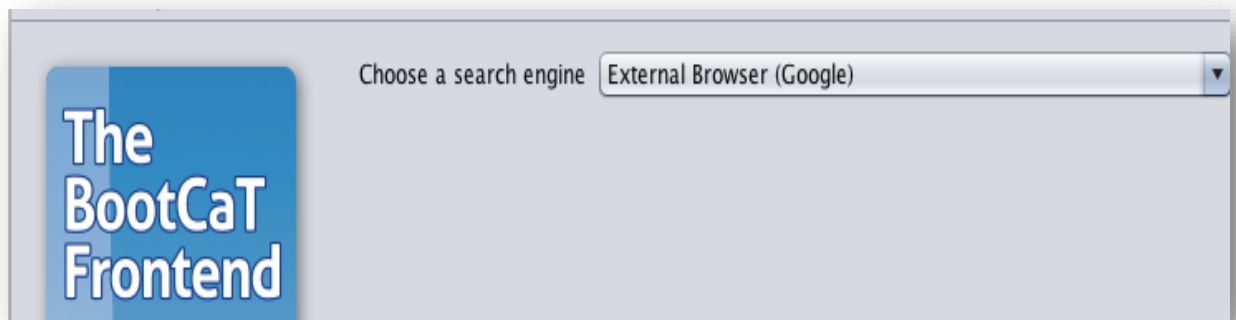 Choose a search engine External Browser (Google)
The
BootCaT
Frontend